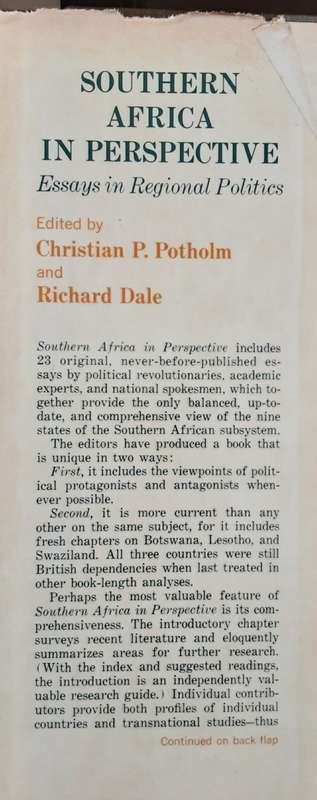 SOUTHERN
AFRICA
IN PERSPECTIVE
Essays in Regional Politics
Edited by
Christian P. Potholm
and
Richard Dale
Southern Africa in Perspective includes
23 original, never-before-published es-
says by political revolutionaries, academic
experts, and national spokesmen, which to-
gether provide the only balanced, up-to-
date, and comprehensive view of the nine
states of the Southern African subsystem.
The editors have produced a book that
is unique in two ways:
First, it includes the viewpoints of polit-
ical protagonists and antagonists when-
ever possible.
Second, it is more current than any
other on the same subject, for it includes
fresh chapters on Botswana, Lesotho, and
Swaziland. All three countries were still
British dependencies when last treated in
other book-length analyses.
Perhaps the most valuable feature of
Southern Africa in Perspective is its com-
prehensiveness. The introductory chapter
surveys recent literature and eloquently
summarizes areas for further research.
(With the index and suggested readings,
the introduction is an independently val-
uable research guide.) Individual contrib-
utors provide both profiles of individual
countries and transnational studies—thus
Continued on back flap